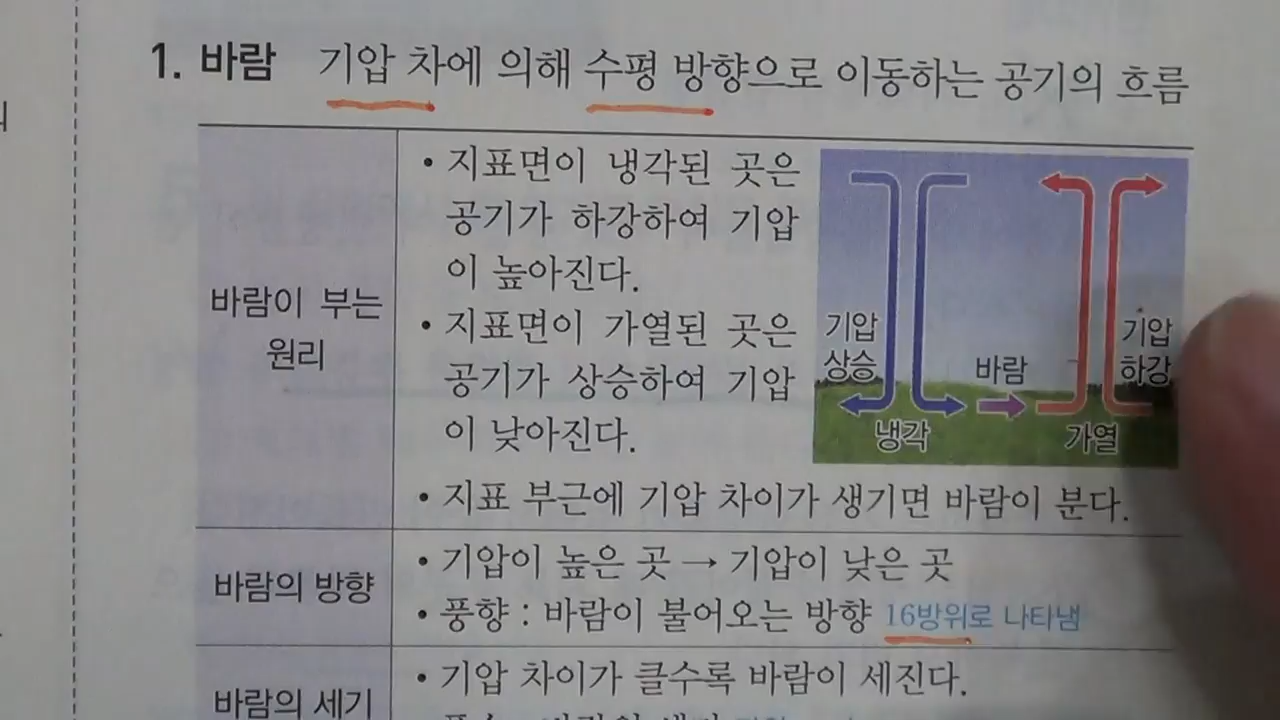 1. 바람 기압 차에 의해 수평 방향으로 이동하는 공기의 흐름
바람이 부는
원리
• 지표면이 냉각된 곳은
공기가 하강하여 기압
이 높아진다.
• 지표면이 가열된 곳은
공기가 상승하여 기압
이 낮아진다.
기압
상승
바람
기압
하강
냉각
가열
• 지표 부근에 기압 차이가 생기면 바람이 분다.
바람의 방향
• 기압이 높은 곳 → 기압이 낮은 곳
• 풍향 : 바람이 불어오는 방향 16방위로 나타냄
바람의 세기
• 기압 차이가 클수록 바람이 세진다.